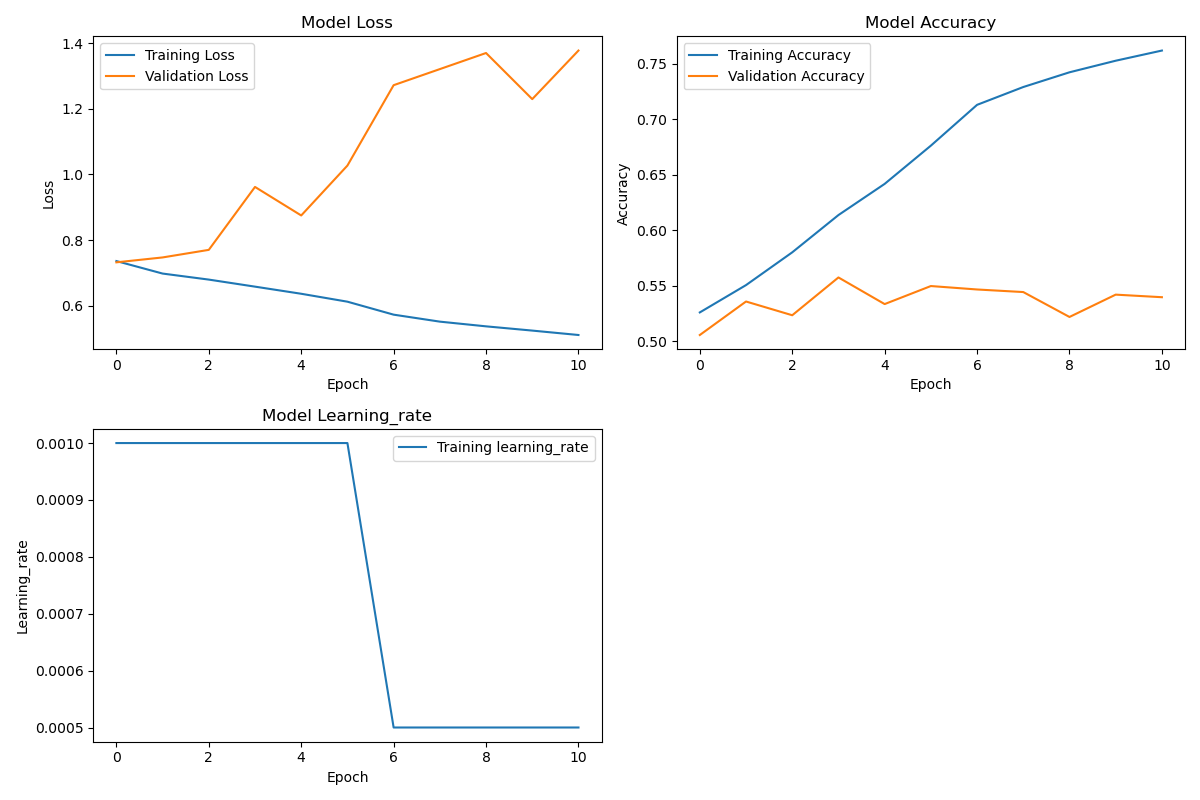 Model Loss
Training Loss
Validation Loss
1.4
1.2
1.0
0.8
0.6
Loss
0 2 4 6 8 10
Epoch
Model Accuracy
Training Accuracy
Validation Accuracy
0.75
0.70
0.65
0.60
0.55
0.50
Accuracy
0 2 4 6 8 10
Epoch
Model Learning_rate
Training learning_rate
0.0010
0.0009
0.0008
0.0007
0.0006
0.0005
Learning_rate
0 2 4 6 8 10
Epoch